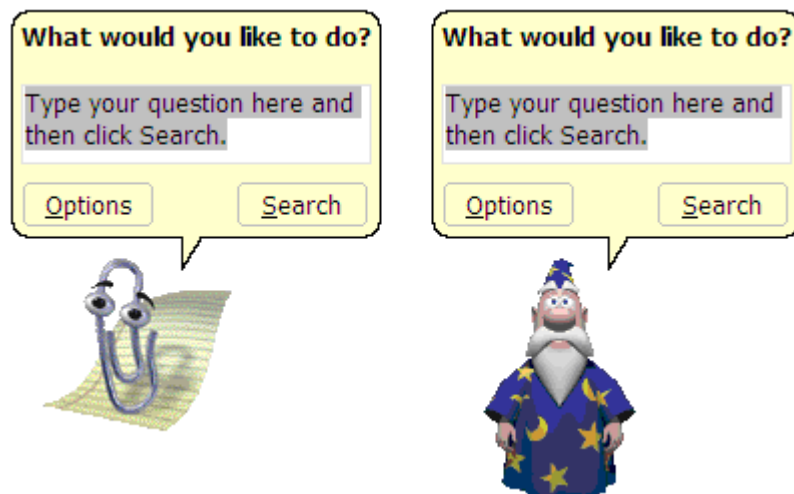 What would you like to do?
Type your question here and
then click Search.
Options
Search
What would you like to do?
Type your question here and
then click Search.
Options
Search